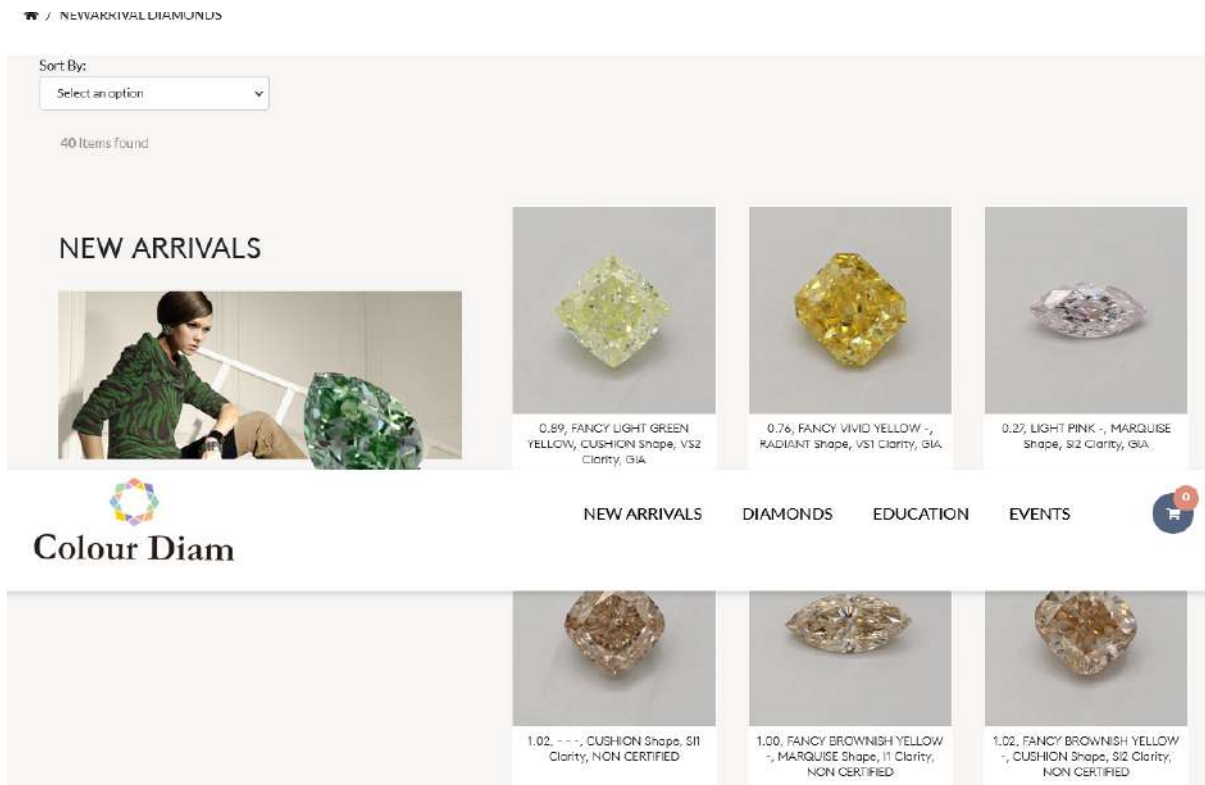 / NEWARRIVAL DIAMONDS
Sort By:
Select an option
40 Items found
NEW ARRIVALS
0.89, FANCY LIGHT GREEN
YELLOW, CUSHION Shape, VS2
Clarity, GIA
0.76, FANCY VIVID YELLOW -,
RADIANT Shape, VS1 Clarity, GIA
0.27, LIGHT PINK -, MARQUISE
Shape, SI2 Clarity, GIA
Colour Diam
NEW ARRIVALS
DIAMONDS
EDUCATION
EVENTS
0
1.02, - - -, CUSHION Shape, SI1
Clarity, NON CERTIFIED
1.00, FANCY BROWNISH YELLOW
-, MARQUISE Shape, I1 Clarity,
NON CERTIFIED
1.02, FANCY BROWNISH YELLOW
-, CUSHION Shape, SI2 Clarity,
NON CERTIFIED